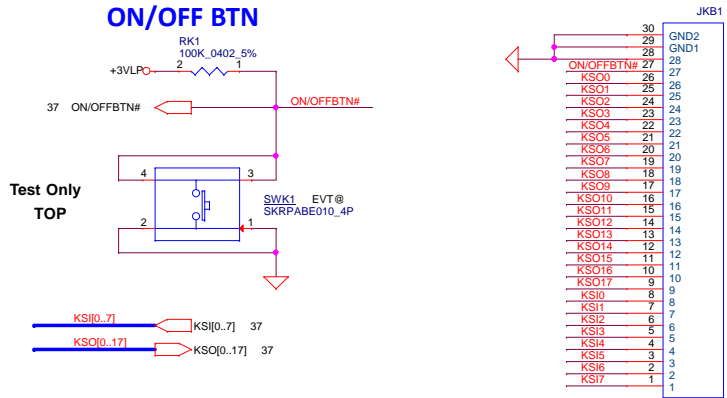 ON/OFF BTN
RK1
100K_0402_5%
+3VLP 2 1
37 ON/OFFBTN# ON/OFFBTN#
4 3
Test Only
TOP
SWK1 EVT@
SKRPABE010_4P
2 1
KSI[0..7] KSI[0..7] 37
KSO[0..17] KSO[0..17] 37
JKB1
30 GND2
29 GND1
28 28
ON/OFFBTN# 27 27
KSO0 26 26
KSO1 25 25
KSO2 24 24
KSO3 23 23
KSO4 22 22
KSO5 21 21
KSO6 20 20
KSO7 19 19
KSO8 18 18
KSO9 17 17
KSO10 16 16
KSO11 15 15
KSO12 14 14
KSO13 13 13
KSO14 12 12
KSO15 11 11
KSO16 10 10
KSO17 9 9
KSI0 8 8
KSI1 7 7
KSI2 6 6
KSI3 5 5
KSI4 4 4
KSI5 3 3
KSI6 2 2
KSI7 1 1